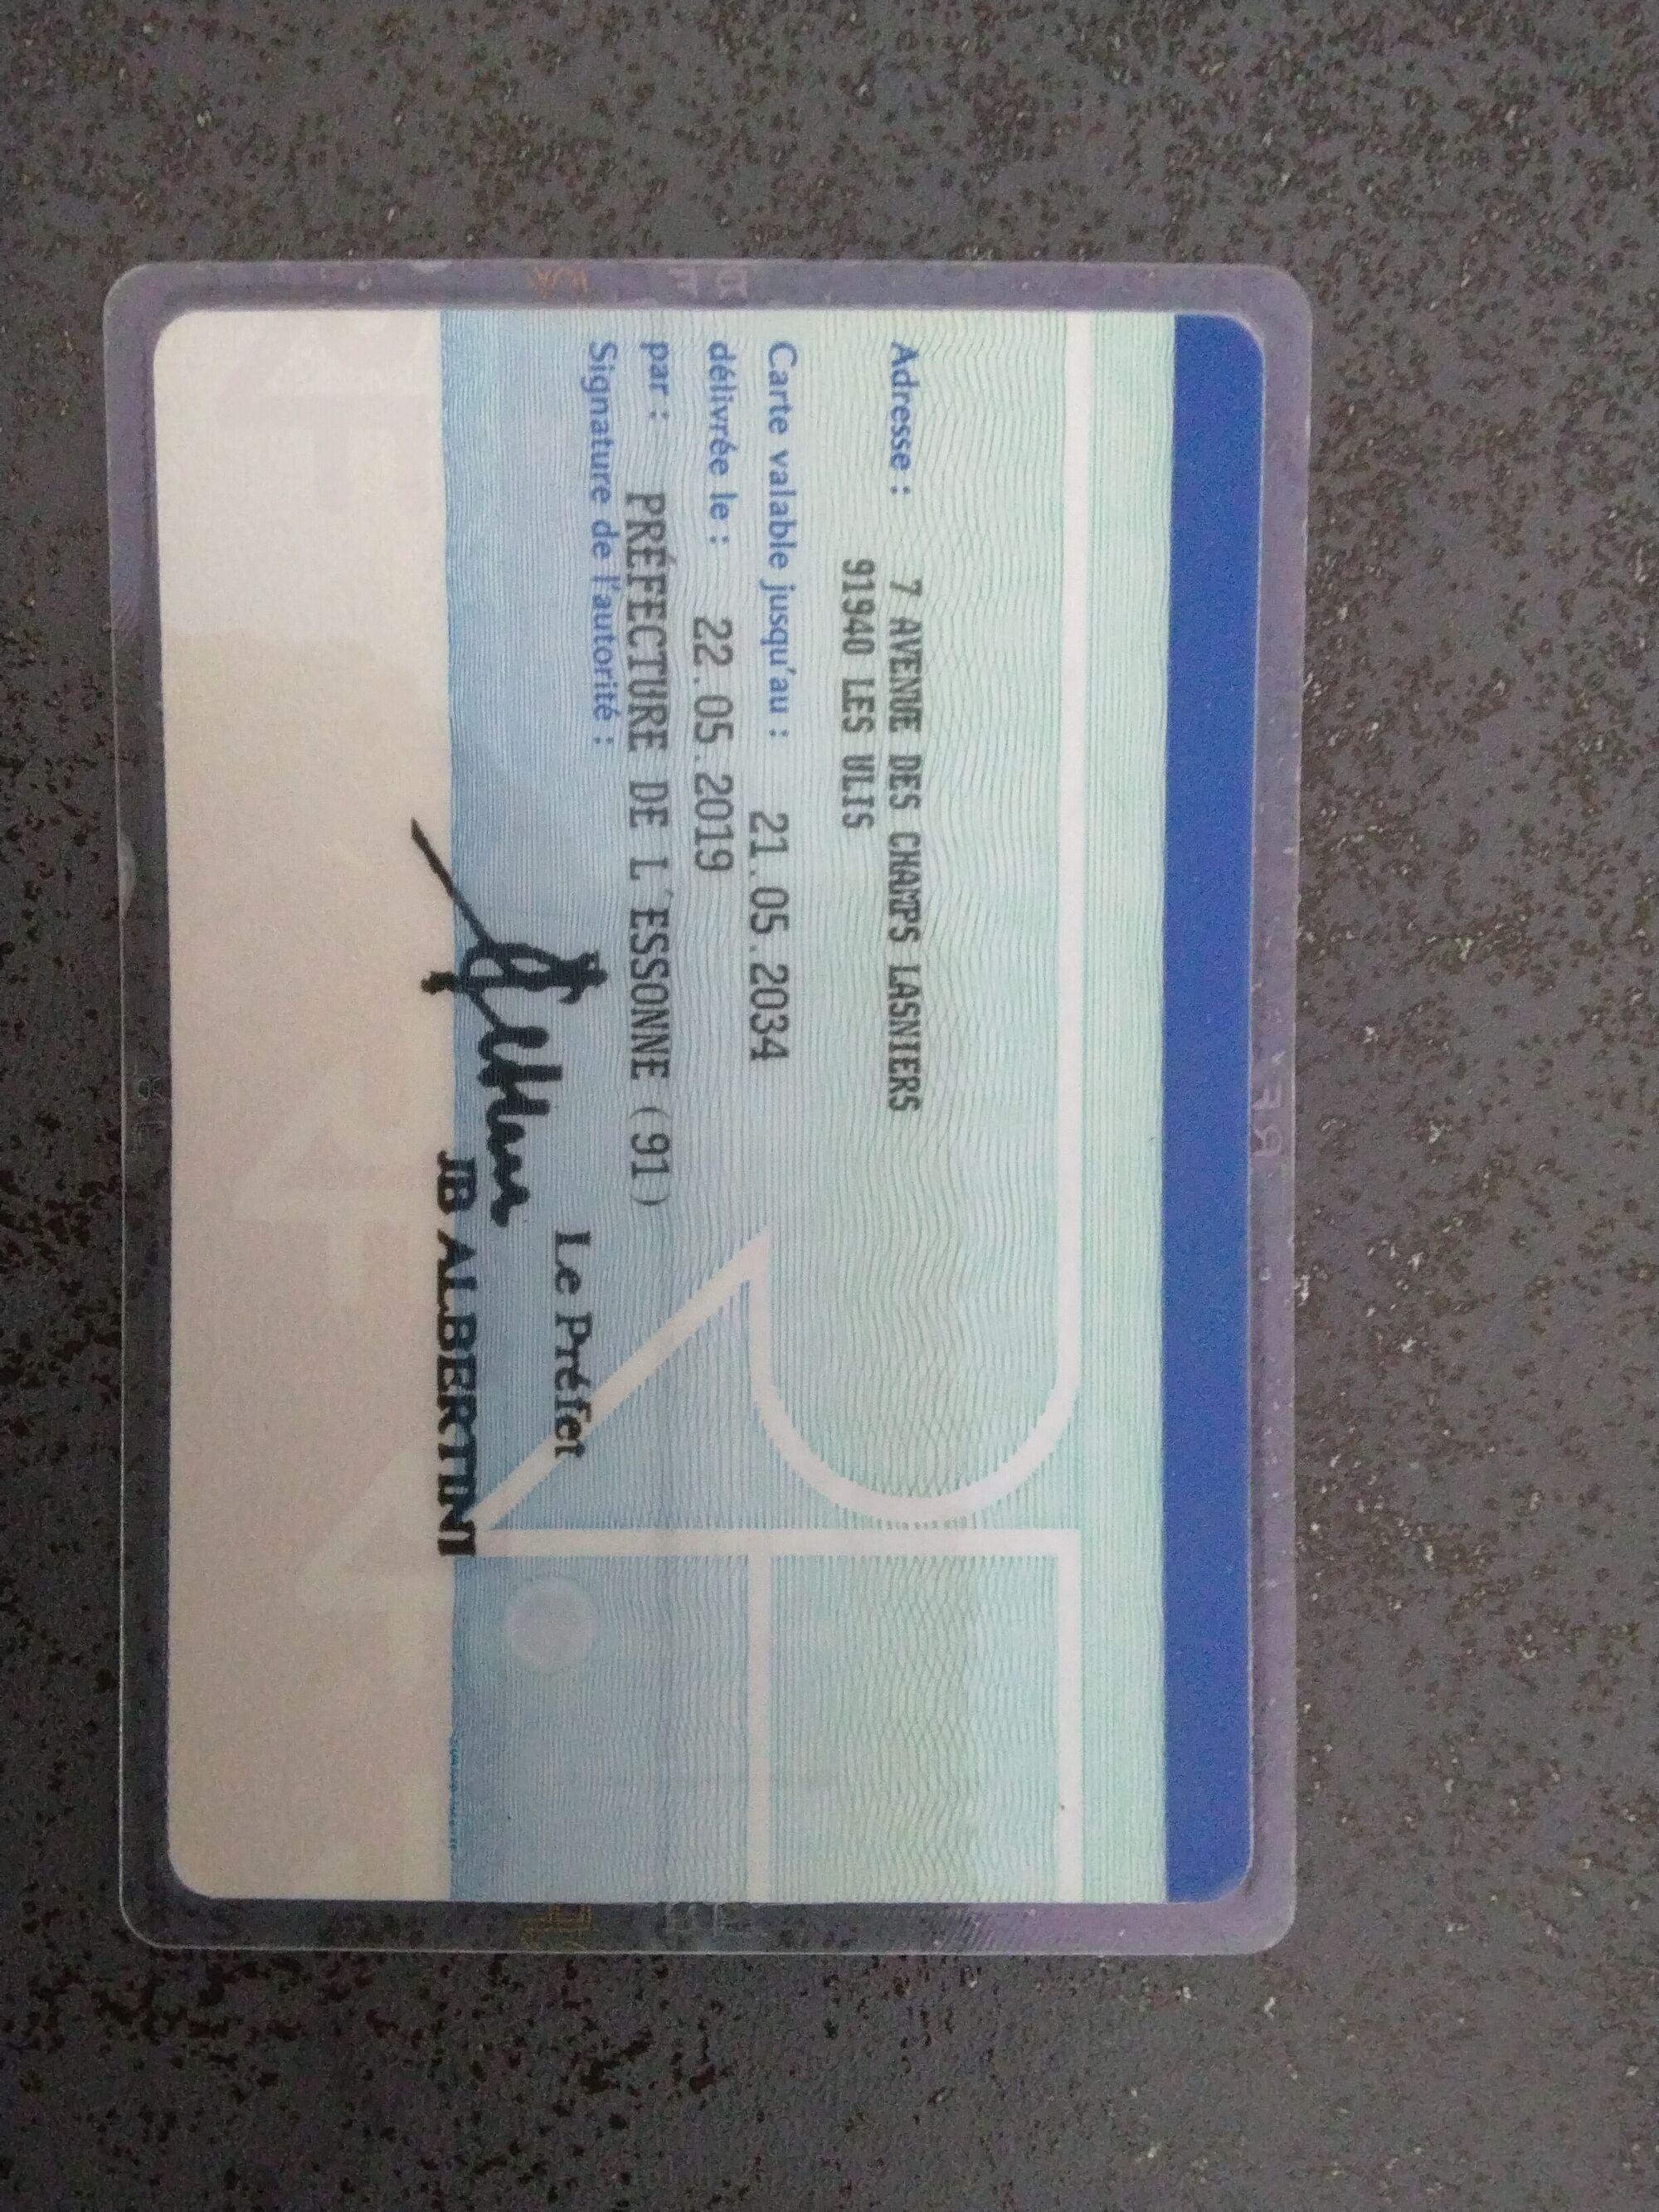 Adresse : 7 AVENUE DES CHAMPS LASNIERS
91940 LES ULIS
Carte valable jusqu'au : 21.05.2034
délivrée le : 22.05.2019
par : PRÉFECTURE DE L'ESSONNE (91)
Signature de l'autorité :
Le Préfet
JB ALBERTINI
RF